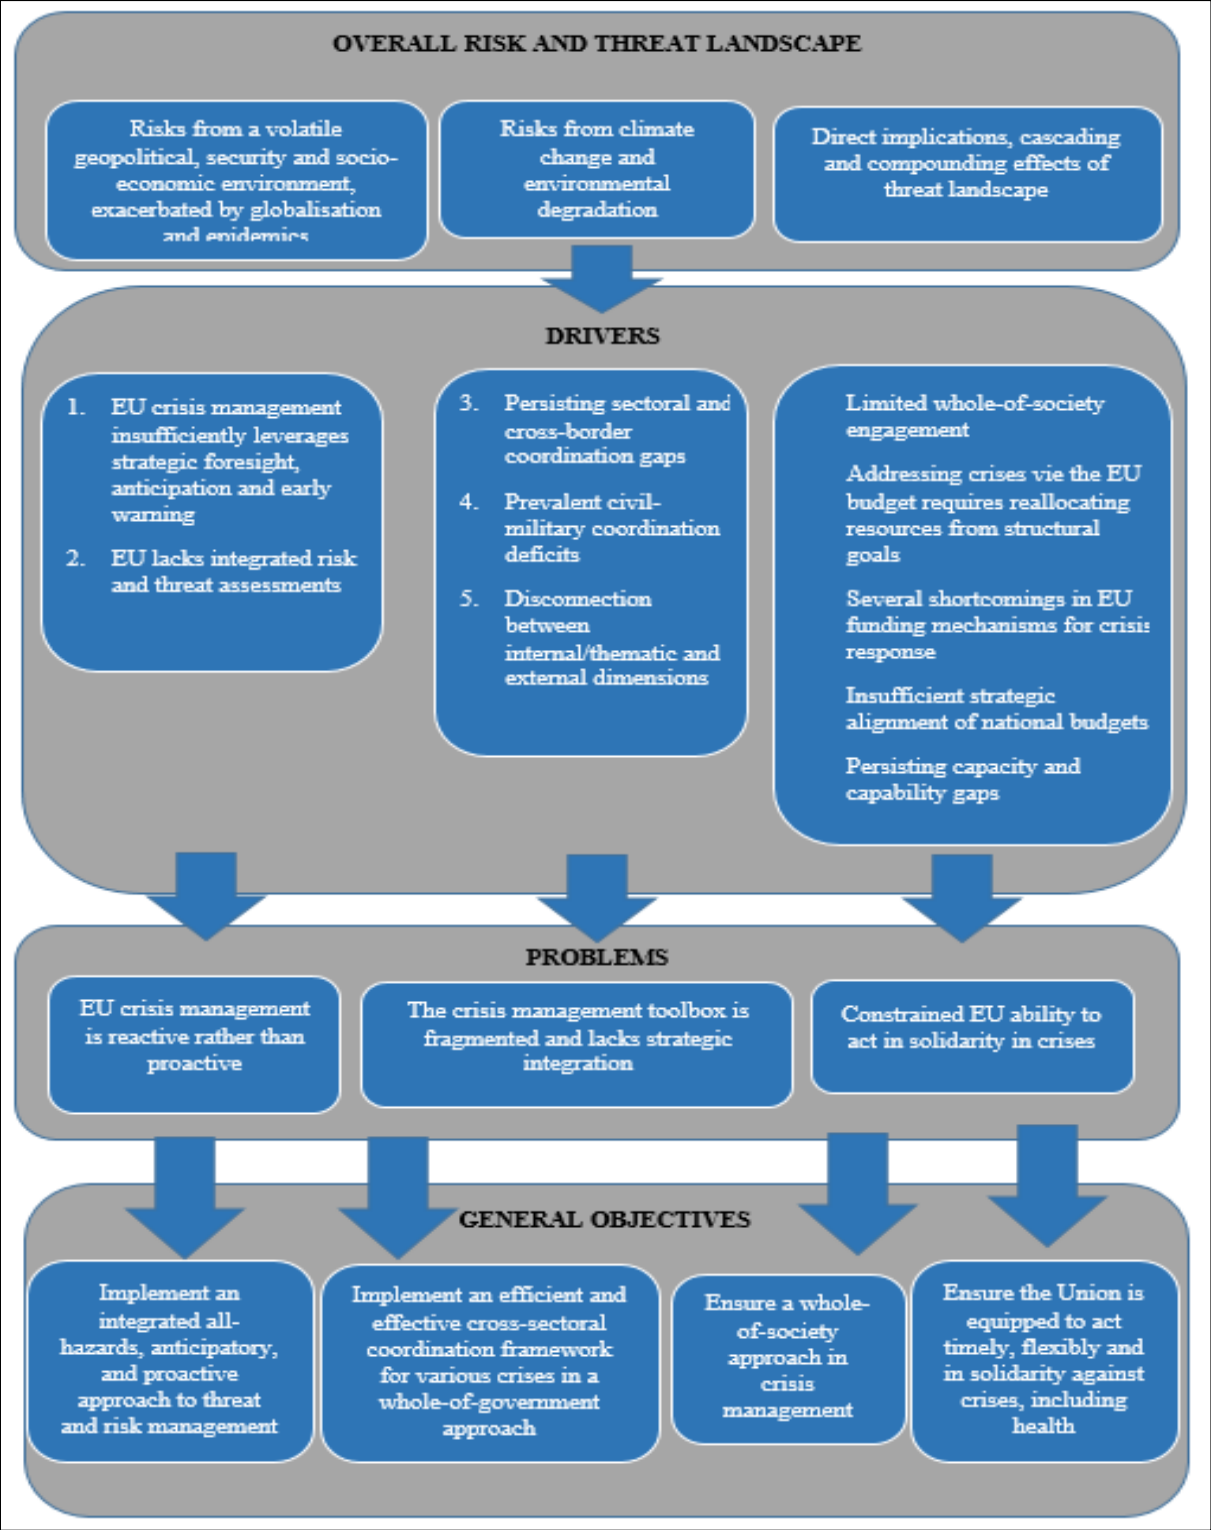 OVERALL RISK AND THREAT LANDSCAPE
Risks from a volatile
geopolitical, security and socio-
economic environment,
exacerbated by globalisation
and epidemics
Risks from climate
change and
environmental
degradation
Direct implications, cascading
and compounding effects of
threat landscape
DRIVERS
1. EU crisis management
insufficiently leverages
strategic foresight,
anticipation and early
warning
2. EU lacks integrated risk
and threat assessments
3. Persisting sectoral and
cross-border
coordination gaps
4. Prevalent civil-
military coordination
deficits
5. Disconnection
between
internal/thematic and
external dimensions
Limited whole-of-society
engagement
Addressing crises vie the EU
budget requires reallocating
resources from structural
goals
Several shortcomings in EU
funding mechanisms for crisis
response
Insufficient strategic
alignment of national budgets
Persisting capacity and
capability gaps
PROBLEMS
EU crisis management
is reactive rather than
proactive
The crisis management toolbox is
fragmented and lacks strategic
integration
Constrained EU ability to
act in solidarity in crises
GENERAL OBJECTIVES
Implement an
integrated all-
hazards, anticipatory,
and proactive
approach to threat
and risk management
Implement an efficient and
effective cross-sectoral
coordination framework
for various crises in a
whole-of-government
approach
Ensure a whole-
of-society
approach in
crisis
management
Ensure the Union is
equipped to act
timely, flexibly and
in solidarity against
crises, including
health